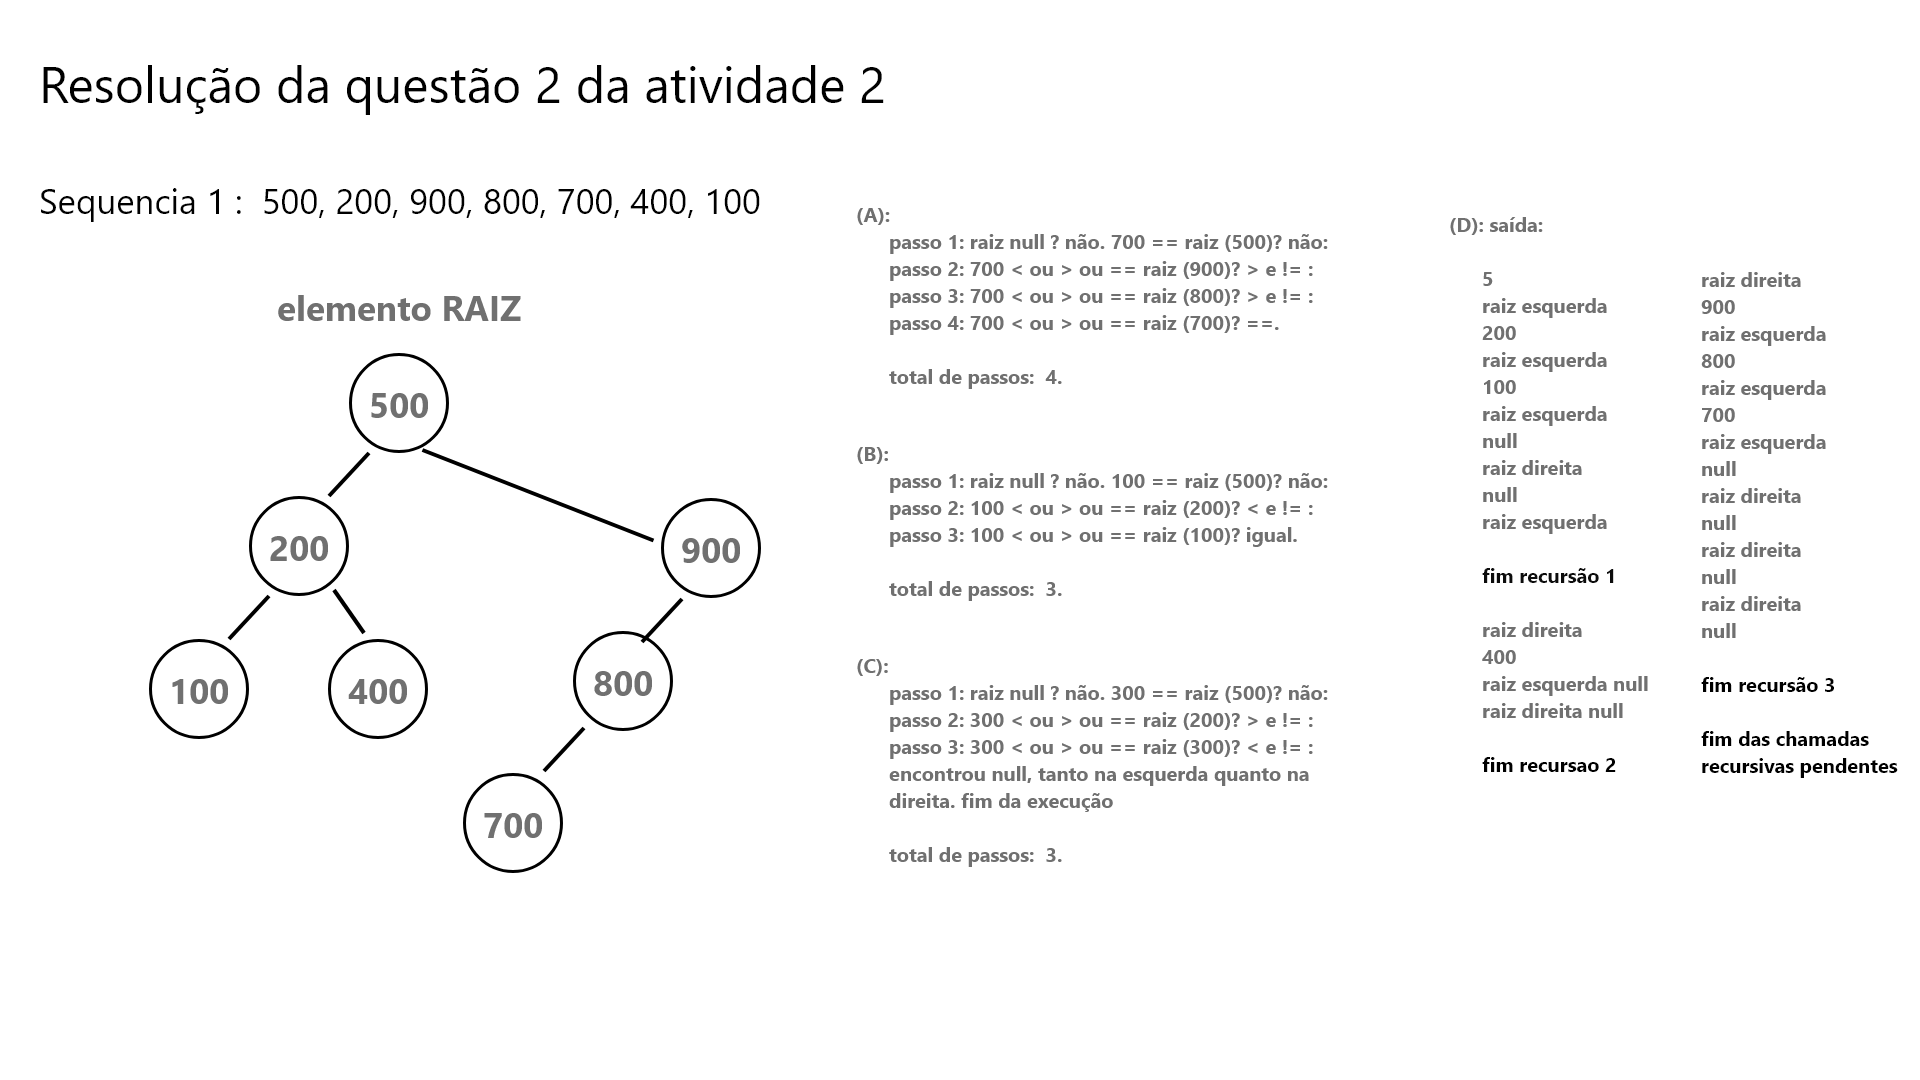 Resolução da questão 2 da atividade 2
Sequencia 1 :  500, 200, 900, 800, 700, 400, 100
elemento RAIZ
500
200
900
100
400
800
700
(A):
passo 1: raiz null ? não. 700 == raiz (500)? não:
passo 2: 700 < ou > ou == raiz (900)? > e != :
passo 3: 700 < ou > ou == raiz (800)? > e != :
passo 4: 700 < ou > ou == raiz (700)? ==.
total de passos:  4.
(B):
passo 1: raiz null ? não. 100 == raiz (500)? não:
passo 2: 100 < ou > ou == raiz (200)? < e != :
passo 3: 100 < ou > ou == raiz (100)? igual.
total de passos:  3.
(C):
passo 1: raiz null ? não. 300 == raiz (500)? não:
passo 2: 300 < ou > ou == raiz (200)? > e != :
passo 3: 300 < ou > ou == raiz (300)? < e != :
encontrou null, tanto na esquerda quanto na
direita. fim da execução
total de passos:  3.
(D): saída:
5
raiz esquerda
200
raiz esquerda
100
raiz esquerda
null
raiz direita
null
raiz esquerda
fim recursão 1
raiz direita
400
raiz esquerda null
raiz direita null
fim recursao 2
raiz direita
900
raiz esquerda
800
raiz esquerda
700
raiz esquerda
null
raiz direita
null
raiz direita
null
raiz direita
null
fim recursão 3
fim das chamadas
recursivas pendentes